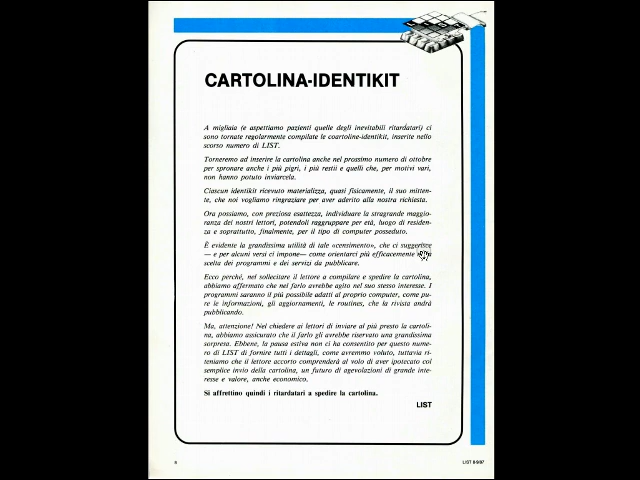 CARTOLINA-IDENTIKIT
A migliaia (e aspettiamo pazienti quelle degli inevitabili ritardatari) ci
sono tornate regolarmente compilate le coartoline-identikit, inserite nello
scorso numero di LIST.
Torneremo ad inserire la cartolina anche nel prossimo numero di ottobre
per spronare anche i più pigri, i più restii e quelli che, per motivi vari,
non hanno potuto inviarcela.
Ciascun identikit ricevuto materializza, quasi fisicamente, il suo mitten-
te, che noi vogliamo ringraziare per aver aderito alla nostra richiesta.
Ora possiamo, con preziosa esattezza, individuare la stragrande maggio-
ranza dei nostri lettori, potendoli raggruppare per età, luogo di residen-
za e soprattutto, finalmente, per il tipo di computer posseduto.
È evidente la grandissima utilità di tale «censimento», che ci suggerisce
— e per alcuni versi ci impone— come orientarci più efficacemente
scelta dei programmi e dei servizi da pubblicare.
Ecco perché, nel sollecitare il lettore a compilare e spedire la cartolina,
abbiamo affermato che nel farlo avrebbe agito nel suo stesso interesse. I
programmi saranno il più possibile adatti al proprio computer, come pu-
re le informazioni, gli aggiornamenti, le routines, che la rivista andrà
pubblicando.
Ma, attenzione! Nel chiedere ai lettori di inviare al più presto la cartoli-
na, abbiamo assicurato che il farlo gli avrebbe riservato una grandissima
sorpresa. Ebbene, la pausa estiva non ci ha consentito per questo nume-
ro di LIST di fornire tutti i dettagli, come avremmo voluto, tuttavia ri-
teniamo che il lettore accorto comprenderà al volo di aver ipotecato col
semplice invio della cartolina, un futuro di agevolazioni di grande inte-
resse e valore, anche economico.
Si affrettino quindi i ritardatari a spedire la cartolina.
LIST
LIST 8-9/87